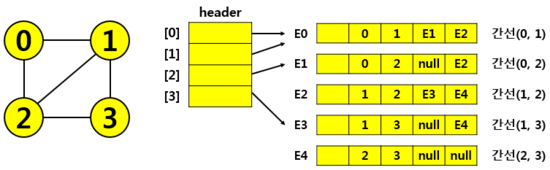 header
0 1
2 3
[0]
[1]
[2]
[3]
E0 0 1 E1 E2 간선(0, 1)
E1 0 2 null E2 간선(0, 2)
E2 1 2 E3 E4 간선(1, 2)
E3 1 3 null E4 간선(1, 3)
E4 2 3 null null 간선(2, 3)